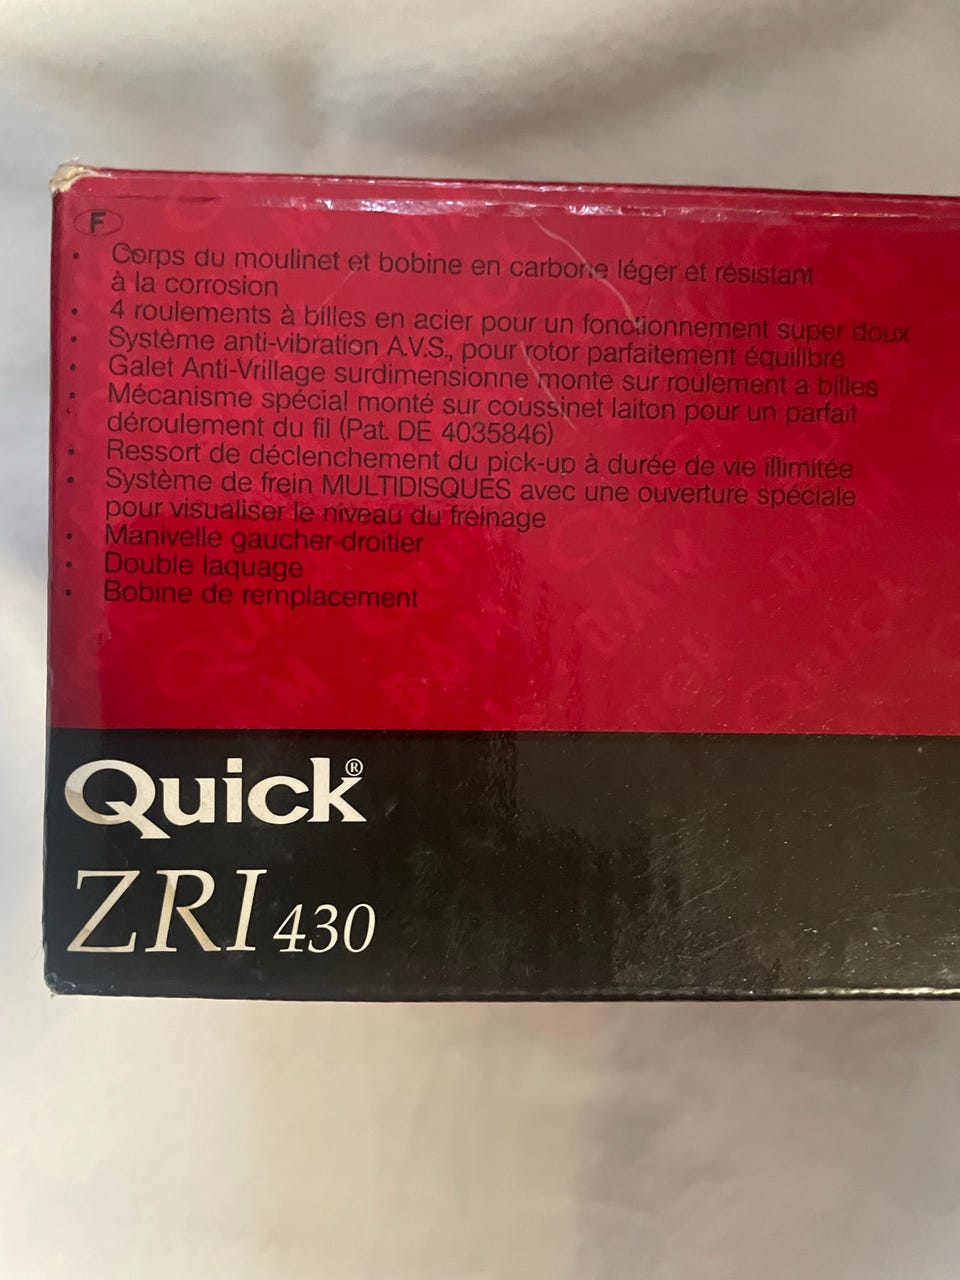 F
• Corps du moulinet et bobine en carbone léger et résistant
à la corrosion
• 4 roulements à billes en acier pour un fonctionnement super doux
• Système anti-vibration A.V.S., pour rotor parfaitement équilibré
• Galet Anti-Vrillage surdimensionne monte sur roulement a billes
• Mécanisme spécial monté sur coussinet laiton pour un parfait
déroulement du fil (Pat. DE 4035846)
• Ressort de déclenchement du pick-up à durée de vie illimitée
• Système de frein MULTIDISQUES avec une ouverture spéciale
pour visualiser le niveau du freinage
• Manivelle gaucher-droitier
• Double laquage
• Bobine de remplacement
Quick®
ZRI 430